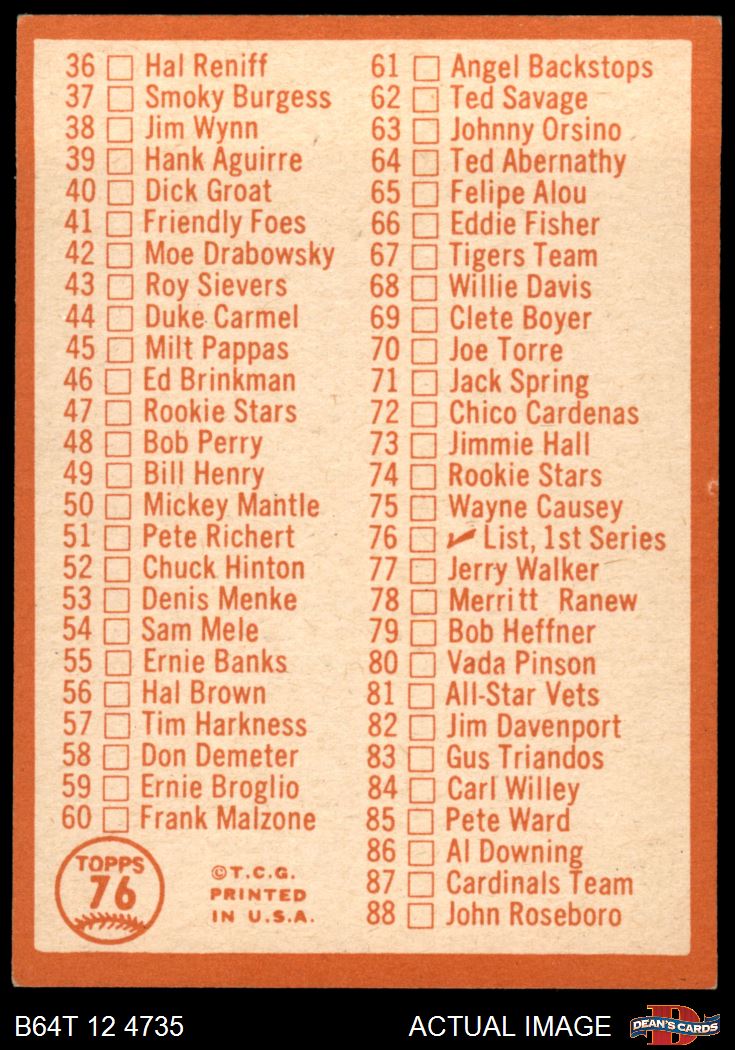 36 Hal Reniff
37 Smoky Burgess
38 Jim Wynn
39 Hank Aguirre
40 Dick Groat
41 Friendly Foes
42 Moe Drabowsky
43 Roy Sievers
44 Duke Carmel
45 Milt Pappas
46 Ed Brinkman
47 Rookie Stars
48 Bob Perry
49 Bill Henry
50 Mickey Mantle
51 Pete Richert
52 Chuck Hinton
53 Denis Menke
54 Sam Mele
55 Ernie Banks
56 Hal Brown
57 Tim Harkness
58 Don Demeter
59 Ernie Broglio
60 Frank Malzone
TOPPS
76
©T.C.G.
PRINTED
IN U.S.A.
61 Angel Backstops
62 Ted Savage
63 Johnny Orsino
64 Ted Abernathy
65 Felipe Alou
66 Eddie Fisher
67 Tigers Team
68 Willie Davis
69 Clete Boyer
70 Joe Torre
71 Jack Spring
72 Chico Cardenas
73 Jimmie Hall
74 Rookie Stars
75 Wayne Causey
76 List, 1st Series
77 Jerry Walker
78 Merritt Ranew
79 Bob Heffner
80 Vada Pinson
81 All-Star Vets
82 Jim Davenport
83 Gus Triandos
84 Carl Willey
85 Pete Ward
86 Al Downing
87 Cardinals Team
88 John Roseboro
B64T 12 4735
ACTUAL IMAGE
D
DEAN'S CARDS